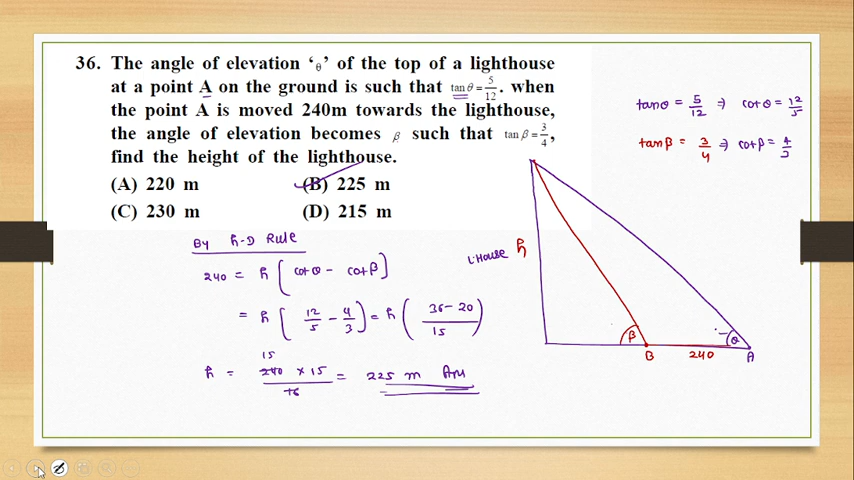 36. The angle of elevation ‘θ’ of the top of a lighthouse
at a point A on the ground is such that tan θ = 5/12. when
the point A is moved 240m towards the lighthouse,
the angle of elevation becomes β such that tan β = 3/4,
find the height of the lighthouse.
(A) 220 m (B) 225 m
(C) 230 m (D) 215 m
tanθ = 5/12 ⇒ cotθ = 12/5
tanβ = 3/4 ⇒ cotβ = 4/3
By h-D Rule
240 = h [cotθ - cotβ]
= h [12/5 - 4/3] = h (36-20/15)
h = 240 × 15/16 = 225 m Ans
15
L.House h
β
θ
B 240 A